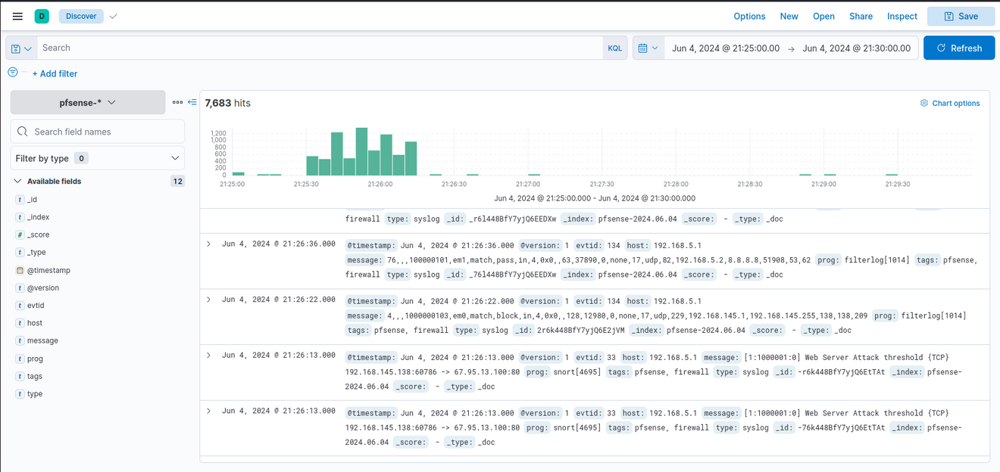 D Discover Options New Open Share Inspect Save
Search KQL Jun 4, 2024 @ 21:25:00.00 → Jun 4, 2024 @ 21:30:00.00 Refresh
+ Add filter
pfsense-*
Search field names
Filter by type 0
Available fields 12
t _id
t _index
# _score
t _type
@timestamp
t @version
t evtid
t host
t message
t prog
t tags
t type
7,683 hits Chart options
1,200
1,000
800
600
400
200
0
21:25:00 21:25:30 21:26:00 21:26:30 21:27:00 21:27:30 21:28:00 21:28:30 21:29:00 21:29:30
Jun 4, 2024 @ 21:25:00.000 - Jun 4, 2024 @ 21:30:00.000
firewall type: syslog _id: _r6l448BfY7yjQ6EEDXw _index: pfsense-2024.06.04 _score: - _type: _doc
Jun 4, 2024 @ 21:26:36.000 @timestamp: Jun 4, 2024 @ 21:26:36.000 @version: 1 evtid: 134 host: 192.168.5.1
message: 76,,,100000101,em1,match,pass,in,4,0x0,,63,37890,0,none,17,udp,82,192.168.5.2,8.8.8.8,51908,53,62 prog: filterlog[1014] tags: pfsense,
firewall type: syslog _id: _76l448BfY7yjQ6EEDXw _index: pfsense-2024.06.04 _score: - _type: _doc
Jun 4, 2024 @ 21:26:22.000 @timestamp: Jun 4, 2024 @ 21:26:22.000 @version: 1 evtid: 134 host: 192.168.5.1
message: 4,,,1000000103,em0,match,block,in,4,0x0,,128,12980,0,none,17,udp,229,192.168.145.1,192.168.145.255,138,138,209 prog: filterlog[1014]
tags: pfsense, firewall type: syslog _id: 2r6k448BfY7yjQ6E2jVM _index: pfsense-2024.06.04 _score: - _type: _doc
Jun 4, 2024 @ 21:26:13.000 @timestamp: Jun 4, 2024 @ 21:26:13.000 @version: 1 evtid: 33 host: 192.168.5.1 message: [1:1000001:0] Web Server Attack threshold {TCP}
192.168.145.138:60786 -> 67.95.13.100:80 prog: snort[4695] tags: pfsense, firewall type: syslog _id: -r6k448BfY7yjQ6EtTAt _index: pfsense-
2024.06.04 _score: - _type: _doc
Jun 4, 2024 @ 21:26:13.000 @timestamp: Jun 4, 2024 @ 21:26:13.000 @version: 1 evtid: 33 host: 192.168.5.1 message: [1:1000001:0] Web Server Attack threshold {TCP}
192.168.145.138:60786 -> 67.95.13.100:80 prog: snort[4695] tags: pfsense, firewall type: syslog _id: -76k448BfY7yjQ6EtTAt _index: pfsense-
2024.06.04 _score: - _type: _doc